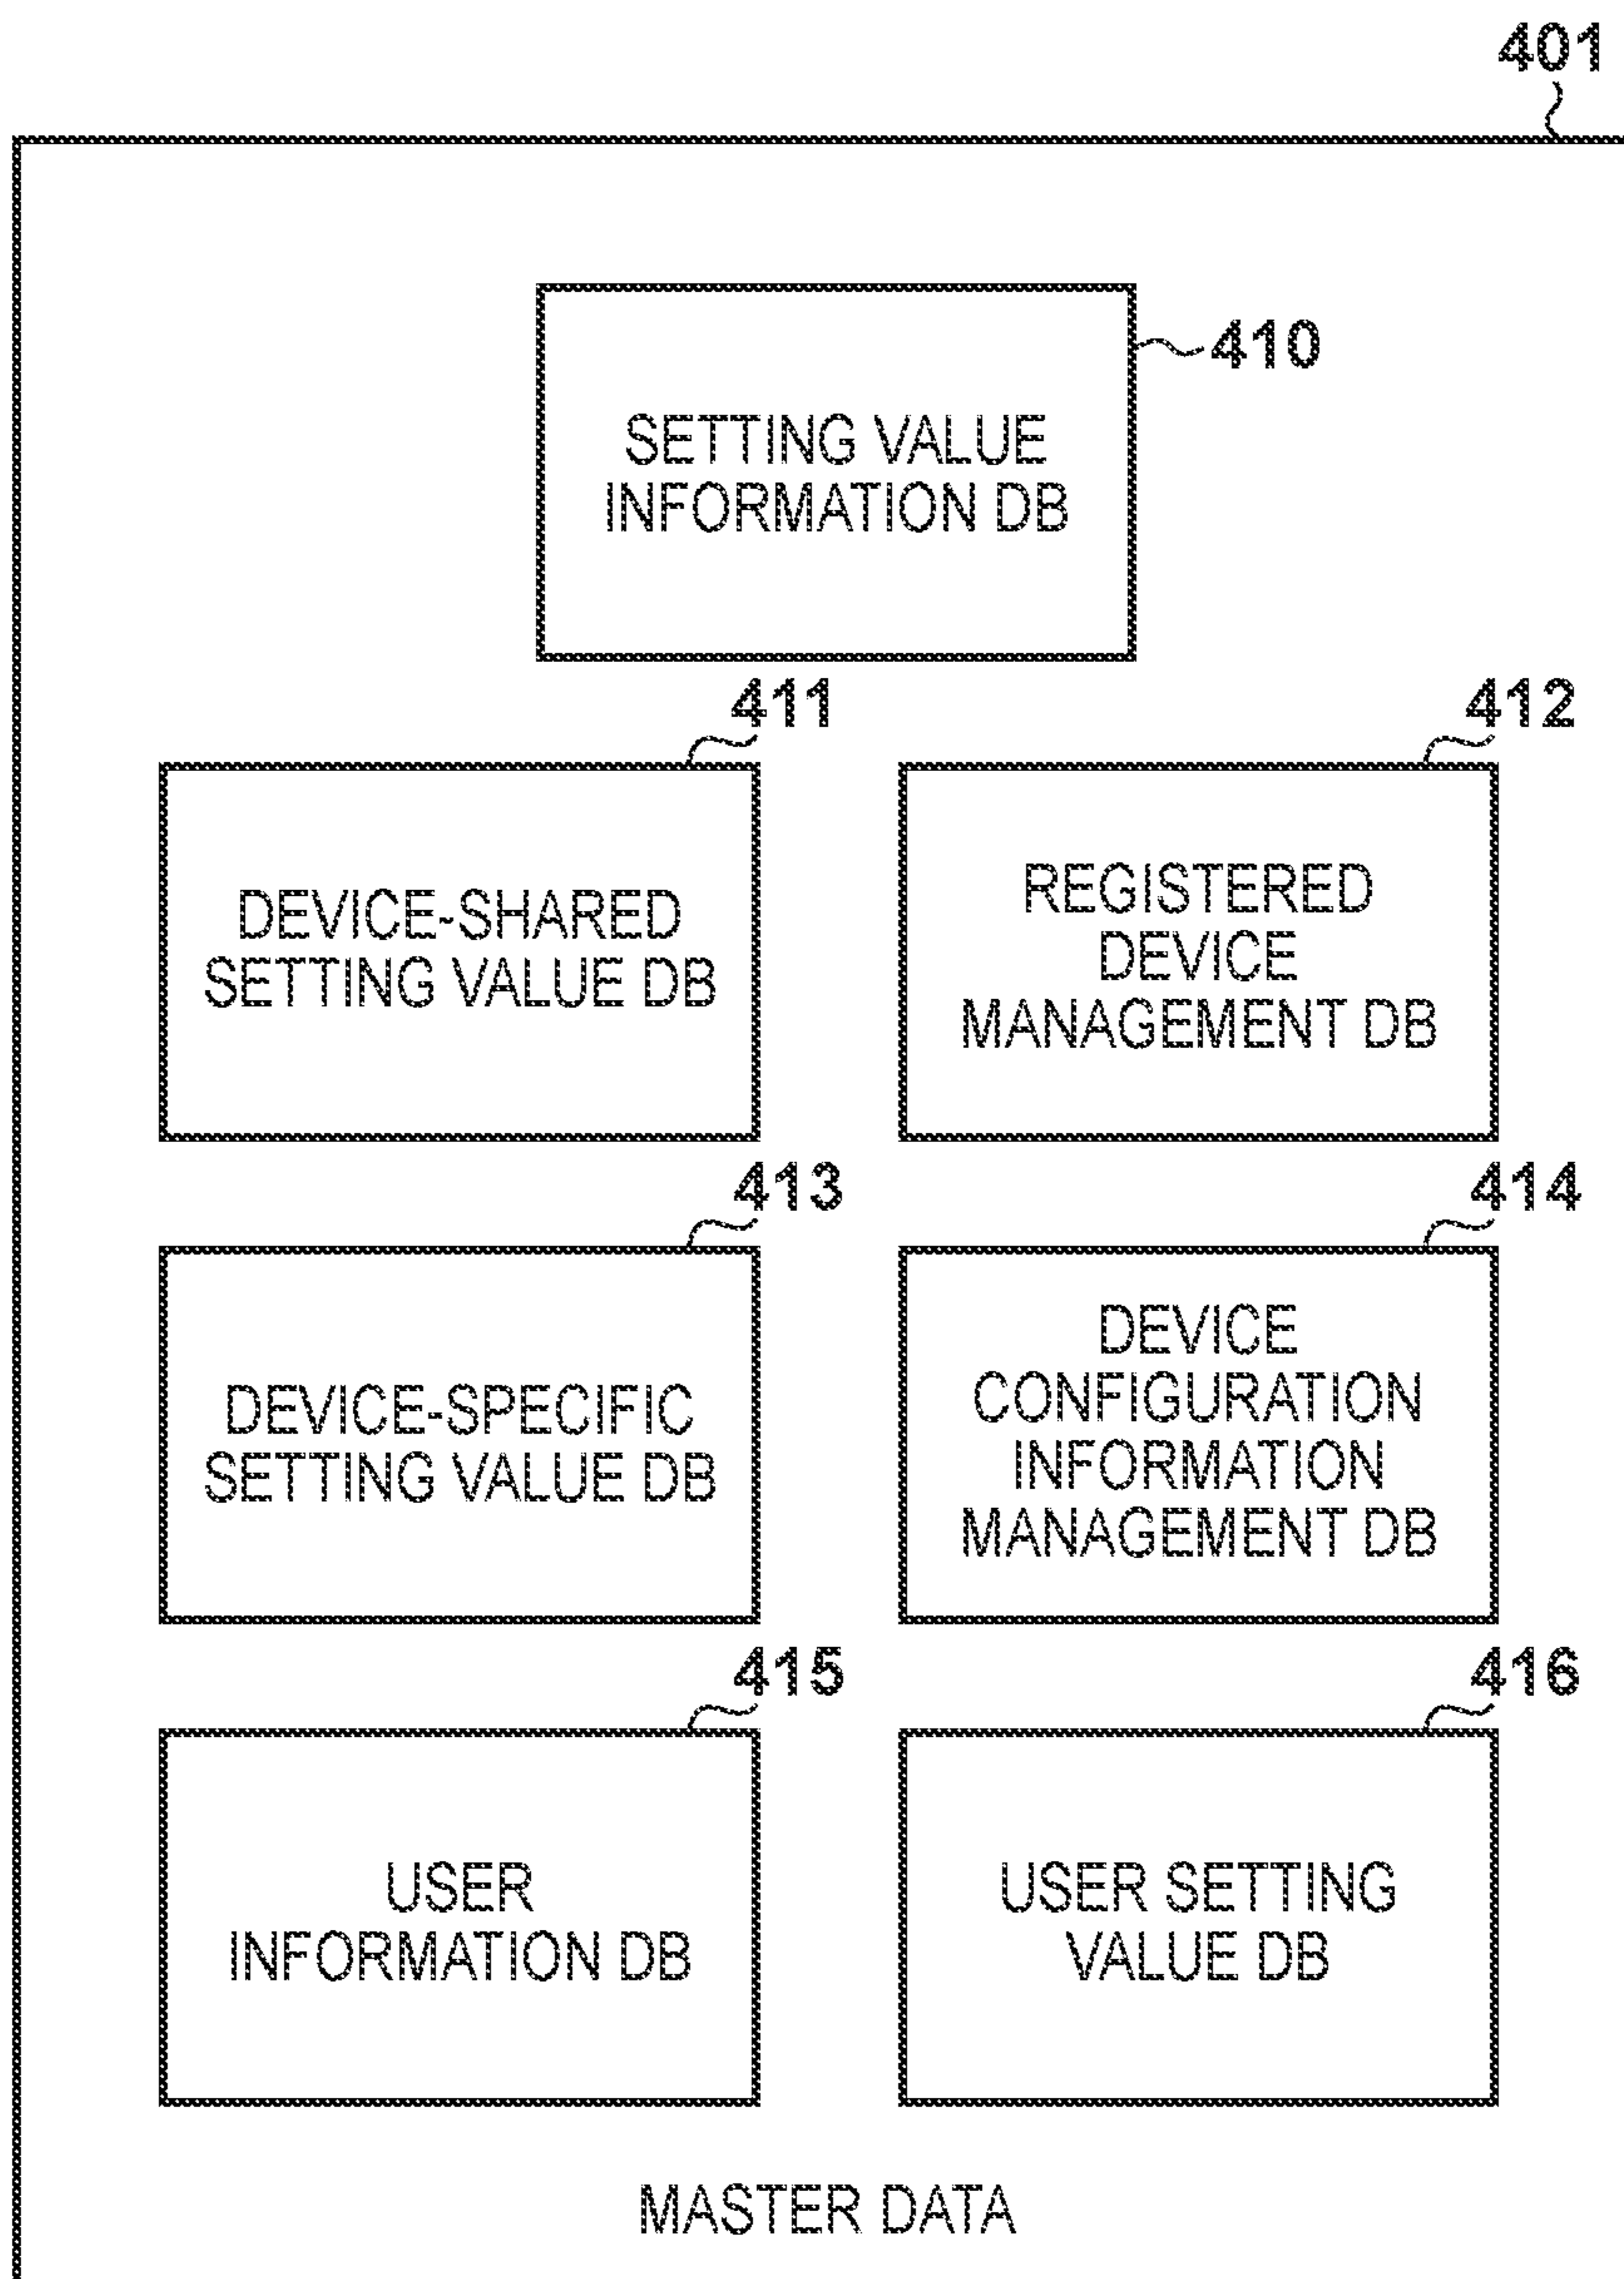 401
410
SETTING VALUE
INFORMATION DB
411
412
DEVICE-SHARED
SETTING VALUE DB
REGISTERED
DEVICE
MANAGEMENT DB
413
414
DEVICE-SPECIFIC
SETTING VALUE DB
DEVICE
CONFIGURATION
INFORMATION
MANAGEMENT DB
415
416
USER
INFORMATION DB
USER SETTING
VALUE DB
MASTER DATA